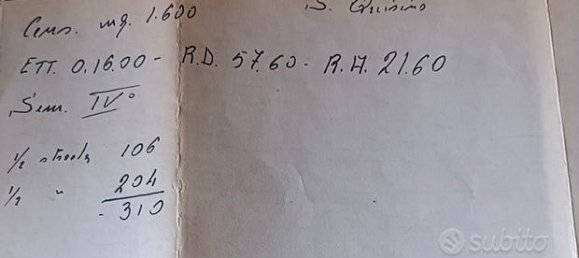 Cens. mq. 1.600
S. Quirino
ETT. 0.16.00 - R.D. 57.60 - R.A. 21.60
Sem. IV°
1/2 strada 106
1/2 " 204
- 310
subito